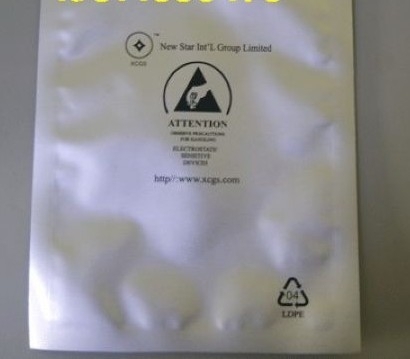 ™
New Star Int'L Group Limited
XCGS
ATTENTION
OBSERVE PRECAUTIONS
FOR HANDLING
ELECTROSTATIC
SENSITIVE
DEVICES
http//:www.xcgs.com
04
LDPE